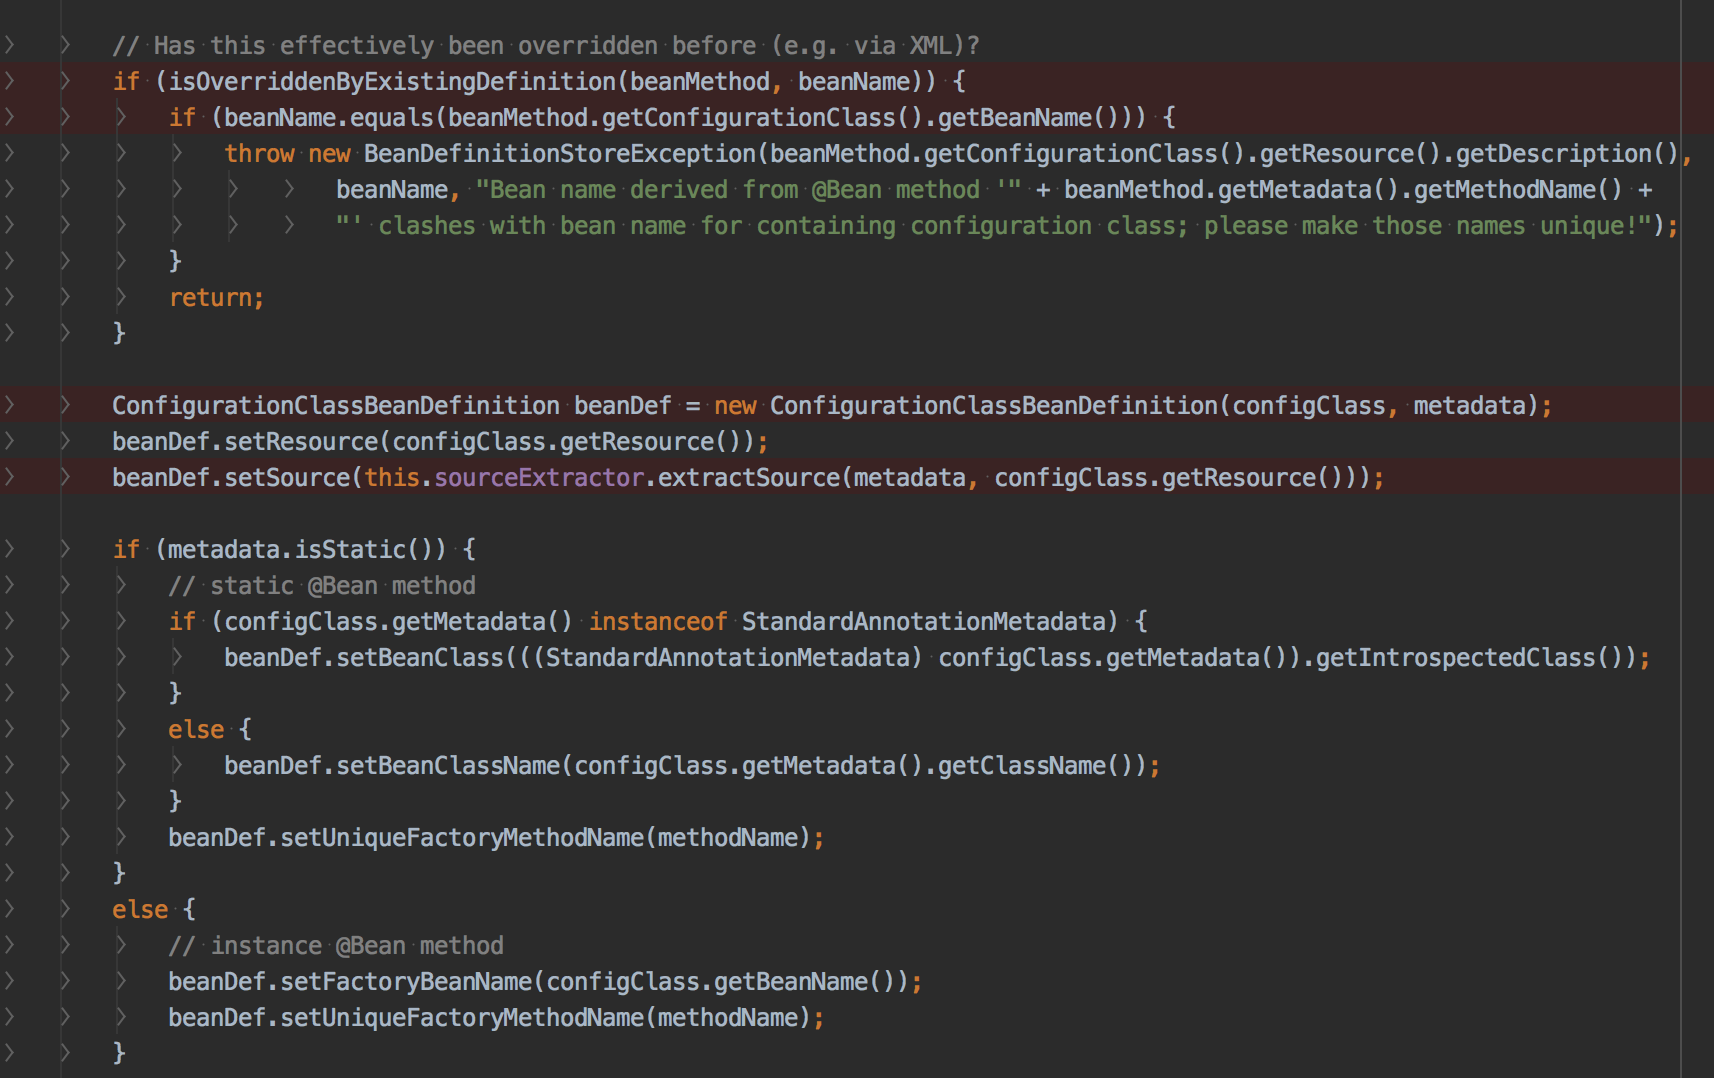 // Has this effectively been overridden before (e.g. via XML)?
if (isOverriddenByExistingDefinition(beanMethod, beanName)) {
if (beanName.equals(beanMethod.getConfigurationClass().getBeanName())) {
throw new BeanDefinitionStoreException(beanMethod.getConfigurationClass().getResource().getDescription(),
beanName, "Bean name derived from @Bean method '" + beanMethod.getMetadata().getMethodName() +
"' clashes with bean name for containing configuration class; please make those names unique!");
}
return;
}
ConfigurationClassBeanDefinition beanDef = new ConfigurationClassBeanDefinition(configClass, metadata);
beanDef.setResource(configClass.getResource());
beanDef.setSource(this.sourceExtractor.extractSource(metadata, configClass.getResource()));
if (metadata.isStatic()) {
// static @Bean method
if (configClass.getMetadata() instanceof StandardAnnotationMetadata) {
beanDef.setBeanClass(((StandardAnnotationMetadata) configClass.getMetadata()).getIntrospectedClass());
}
else {
beanDef.setBeanClassName(configClass.getMetadata().getClassName());
}
beanDef.setUniqueFactoryMethodName(methodName);
}
else {
// instance @Bean method
beanDef.setFactoryBeanName(configClass.getBeanName());
beanDef.setUniqueFactoryMethodName(methodName);
}